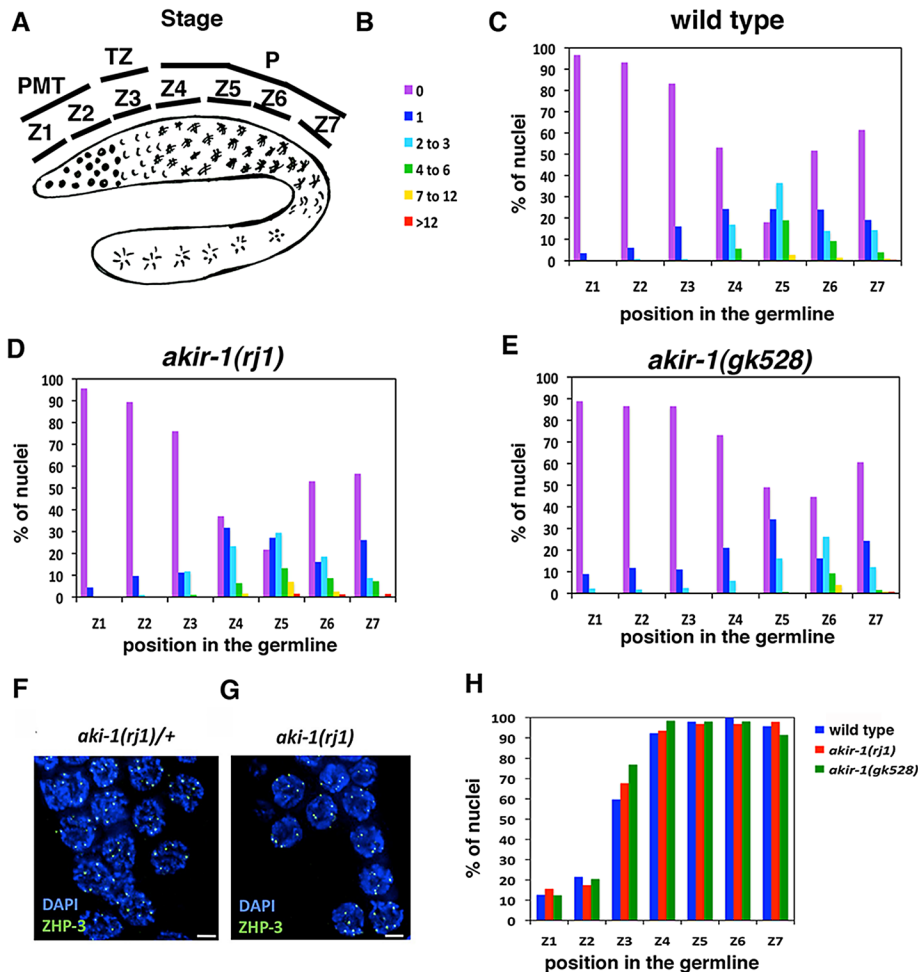 A
Stage
PMT
TZ
P
Z1
Z2
Z3
Z4
Z5
Z6
Z7
B
0
1
2 to 3
4 to 6
7 to 12
>12
C
wild type
% of nuclei
100
90
80
70
60
50
40
30
20
10
0
Z1 Z2 Z3 Z4 Z5 Z6 Z7
position in the germline
D
akir-1(rj1)
% of nuclei
100
90
80
70
60
50
40
30
20
10
0
Z1 Z2 Z3 Z4 Z5 Z6 Z7
position in the germline
E
akir-1(gk528)
% of nuclei
100
90
80
70
60
50
40
30
20
10
0
Z1 Z2 Z3 Z4 Z5 Z6 Z7
position in the germline
F
aki-1(rj1)/+
DAPI
ZHP-3
G
aki-1(rj1)
DAPI
ZHP-3
H
% of nuclei
100
90
80
70
60
50
40
30
20
10
0
Z1 Z2 Z3 Z4 Z5 Z6 Z7
position in the germline
wild type
akir-1(rj1)
akir-1(gk528)